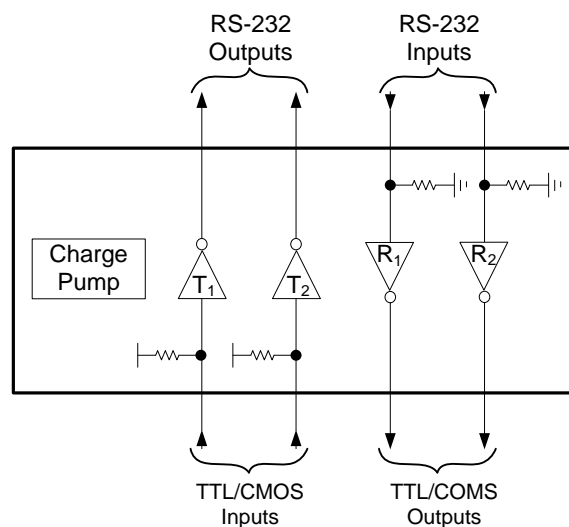 RS-232
Outputs
RS-232
Inputs
Charge
Pump
T1
T2
R1
R2
TTL/CMOS
Inputs
TTL/COMS
Outputs